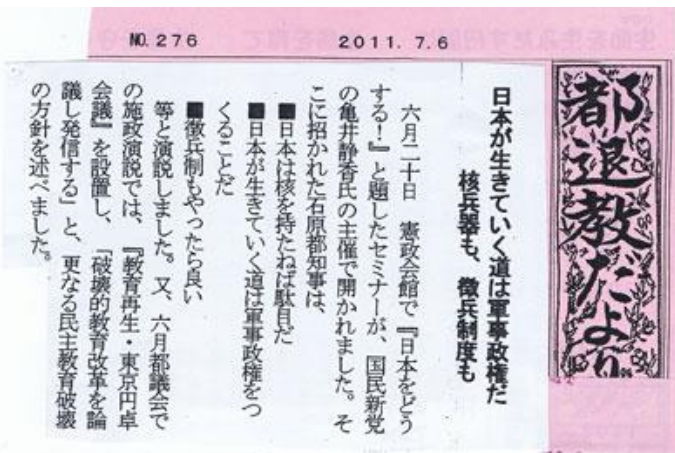 NO.276
2011.7.6
都退教だより
日本が生きていく道は軍事政権だ
核兵器も、徴兵制度も
六月二十日 憲政会館で『日本をどう
する!』と題したセミナーが、国民新党
の亀井静香氏の主催で開かれました。そ
こに招かれた石原都知事は、
■日本は核を持たねば駄目だ
■日本が生きていく道は軍事政権をつ
くることだ
■徴兵制もやったら良い
等と演説しました。又、六月都議会で
の施政演説では、『教育再生・東京円卓
会議』を設置し、「破壊的教育改革を論
議し発信する」と、更なる民主教育破壊
の方針を述べました。